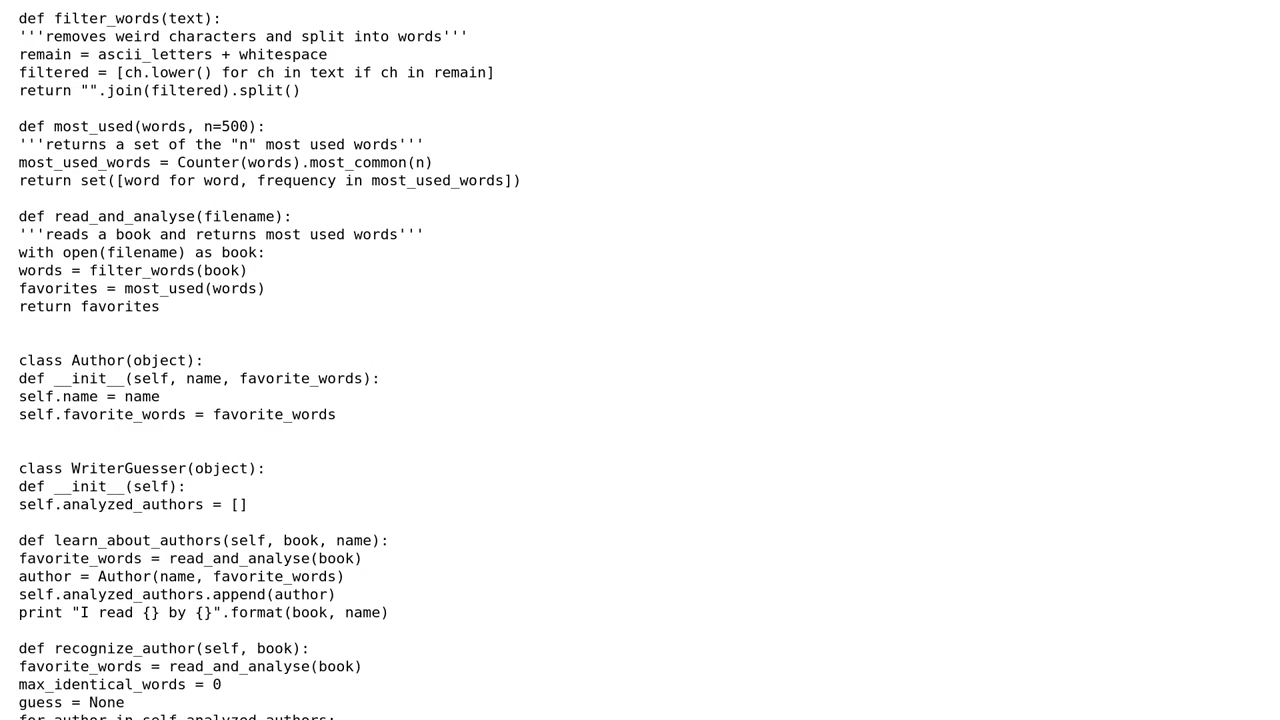 def filter_words(text):
'''removes weird characters and split into words'''
remain = ascii_letters + whitespace
filtered = [ch.lower() for ch in text if ch in remain]
return "".join(filtered).split()
def most_used(words, n=500):
'''returns a set of the "n" most used words'''
most_used_words = Counter(words).most_common(n)
return set([word for word, frequency in most_used_words])
def read_and_analyse(filename):
'''reads a book and returns most used words'''
with open(filename) as book:
words = filter_words(book)
favorites = most_used(words)
return favorites
class Author(object):
def __init__(self, name, favorite_words):
self.name = name
self.favorite_words = favorite_words
class WriterGuesser(object):
def __init__(self):
self.analyzed_authors = []
def learn_about_authors(self, book, name):
favorite_words = read_and_analyse(book)
author = Author(name, favorite_words)
self.analyzed_authors.append(author)
print "I read {} by {}".format(book, name)
def recognize_author(self, book):
favorite_words = read_and_analyse(book)
max_identical_words = 0
guess = None
for author in self.analyzed_authors: